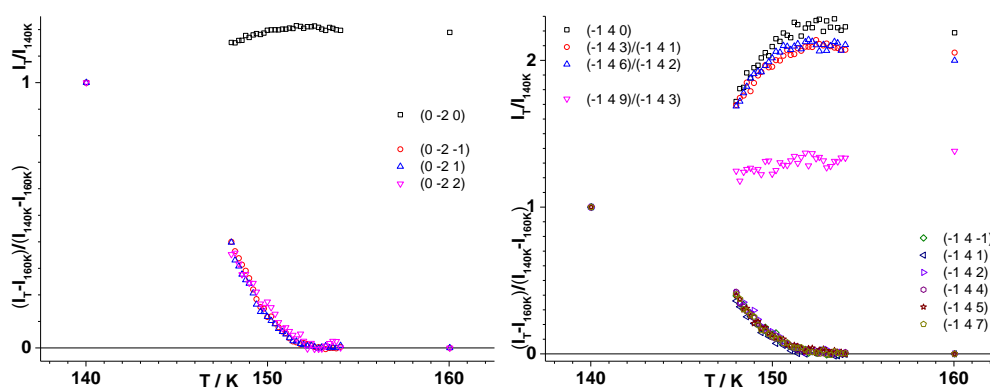 I_T/I_140K
1
(I_T-I_160K)/(I_140K-I_160K)
0
140
150
160
T / K
(0 -2 0)
(0 -2 -1)
(0 -2 1)
(0 -2 2)
I_T/I_140K
2
1
(I_T-I_160K)/(I_140K-I_160K)
0
140
150
160
T / K
(-1 4 0)
(-1 4 3)/(-1 4 1)
(-1 4 6)/(-1 4 2)
(-1 4 9)/(-1 4 3)
(-1 4 -1)
(-1 4 1)
(-1 4 2)
(-1 4 4)
(-1 4 5)
(-1 4 7)